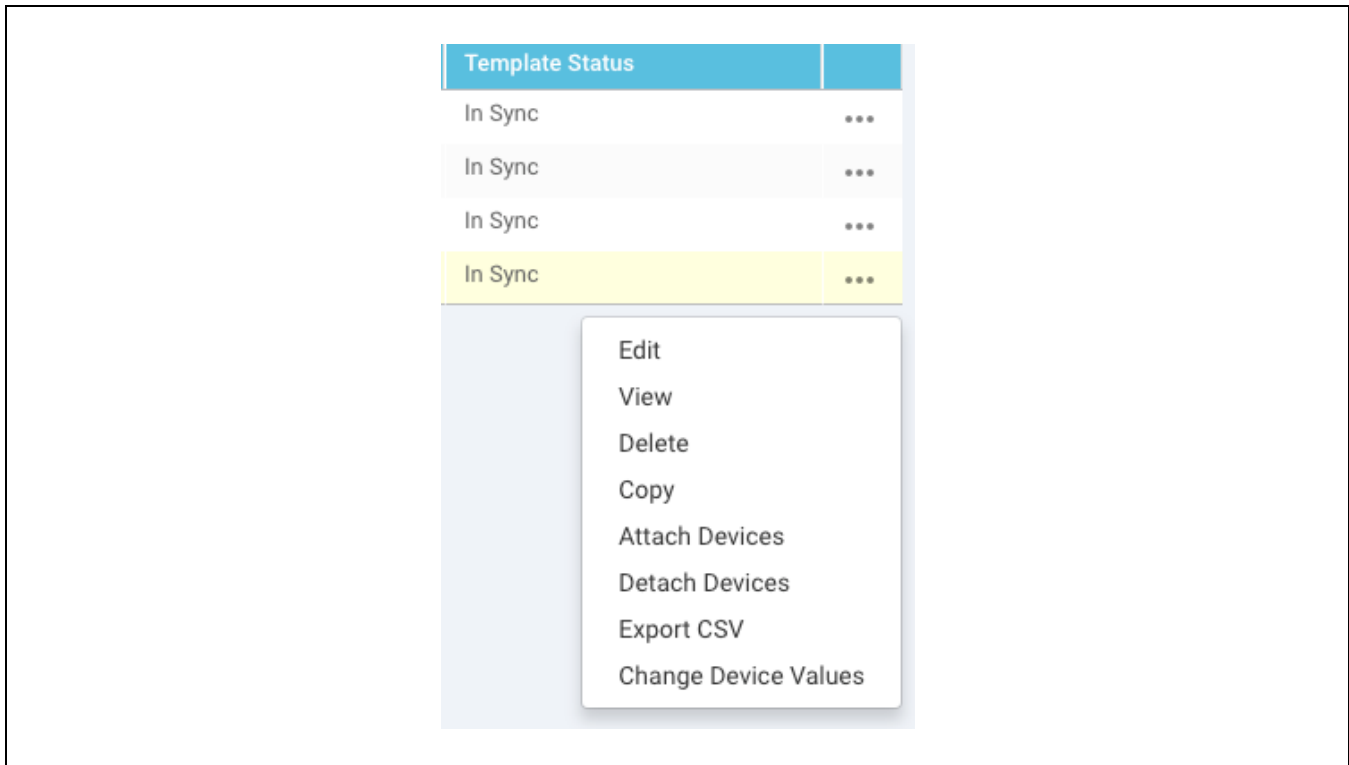 Template Status
In Sync
In Sync
In Sync
In Sync
Edit
View
Delete
Copy
Attach Devices
Detach Devices
Export CSV
Change Device Values